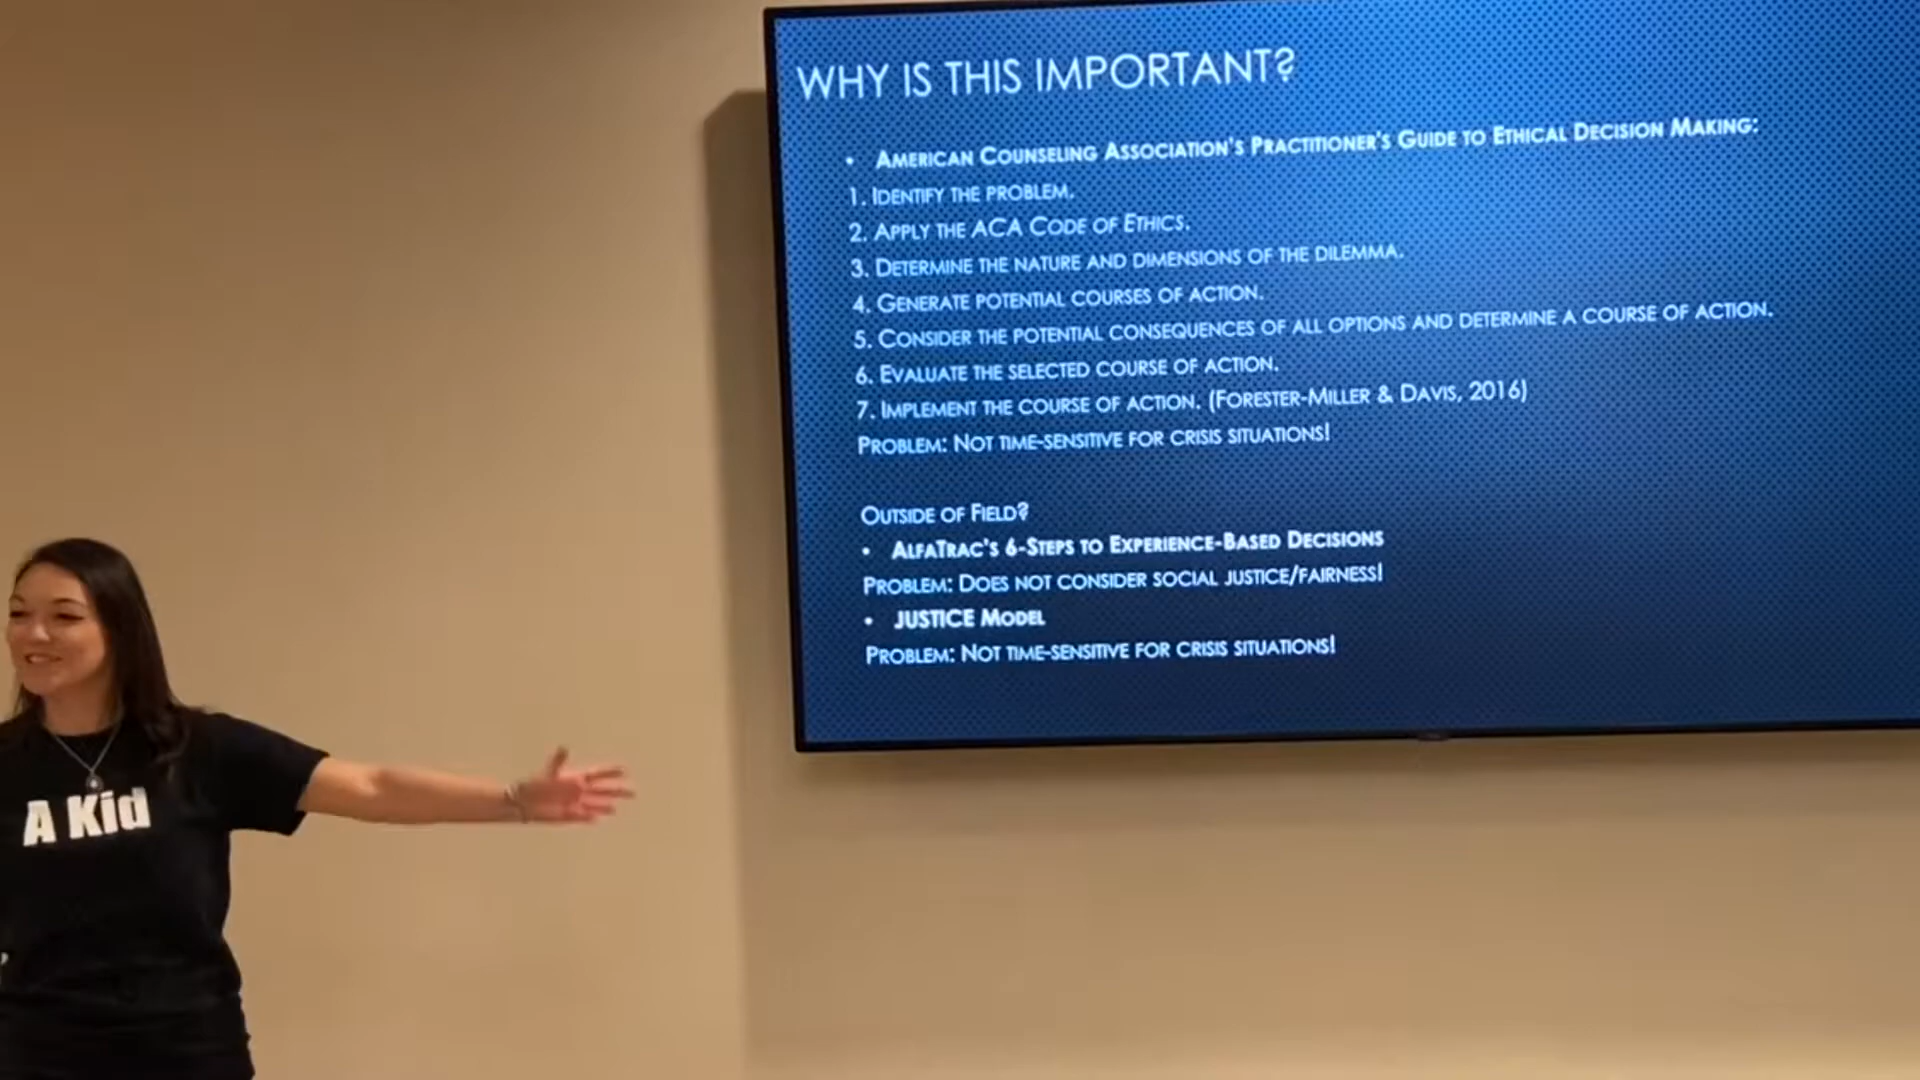 WHY IS THIS IMPORTANT?
• AMERICAN COUNSELING ASSOCIATION'S PRACTITIONER'S GUIDE TO ETHICAL DECISION MAKING:
1. IDENTIFY THE PROBLEM.
2. APPLY THE ACA CODE OF ETHICS.
3. DETERMINE THE NATURE AND DIMENSIONS OF THE DILEMMA.
4. GENERATE POTENTIAL COURSES OF ACTION.
5. CONSIDER THE POTENTIAL CONSEQUENCES OF ALL OPTIONS AND DETERMINE A COURSE OF ACTION.
6. EVALUATE THE SELECTED COURSE OF ACTION.
7. IMPLEMENT THE COURSE OF ACTION. (FORESTER-MILLER & DAVIS, 2016)
PROBLEM: NOT TIME-SENSITIVE FOR CRISIS SITUATIONS!
OUTSIDE OF FIELD?
• ALFATRAC'S 6-STEPS TO EXPERIENCE-BASED DECISIONS
PROBLEM: DOES NOT CONSIDER SOCIAL JUSTICE/FAIRNESS!
• JUSTICE MODEL
PROBLEM: NOT TIME-SENSITIVE FOR CRISIS SITUATIONS!
A Kid